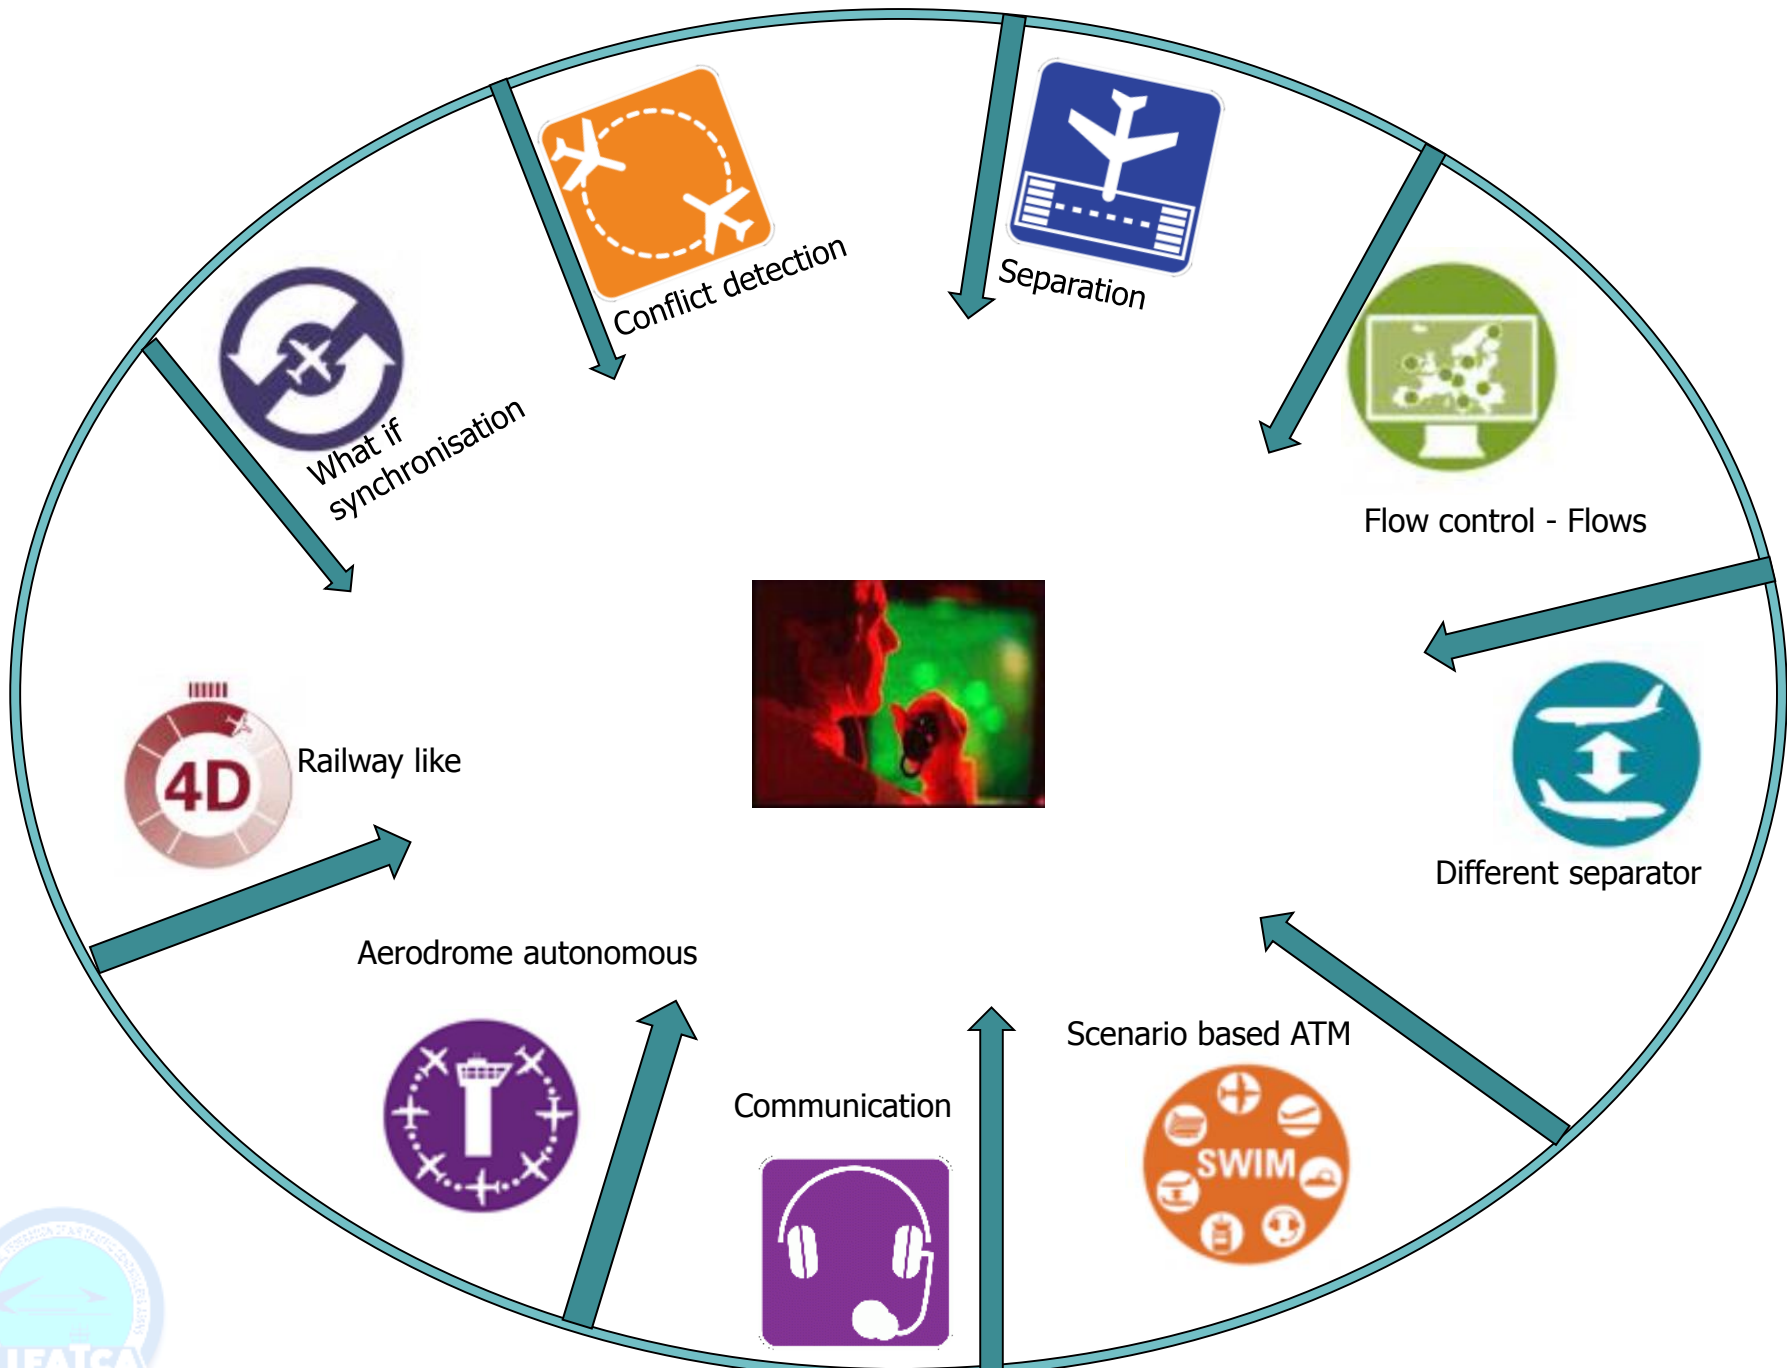 Conflict detection
Separation
What if
synchronisation
Flow control - Flows
4D
Railway like
Different separator
Aerodrome autonomous
Scenario based ATM
Communication
SWIM
IFATCA